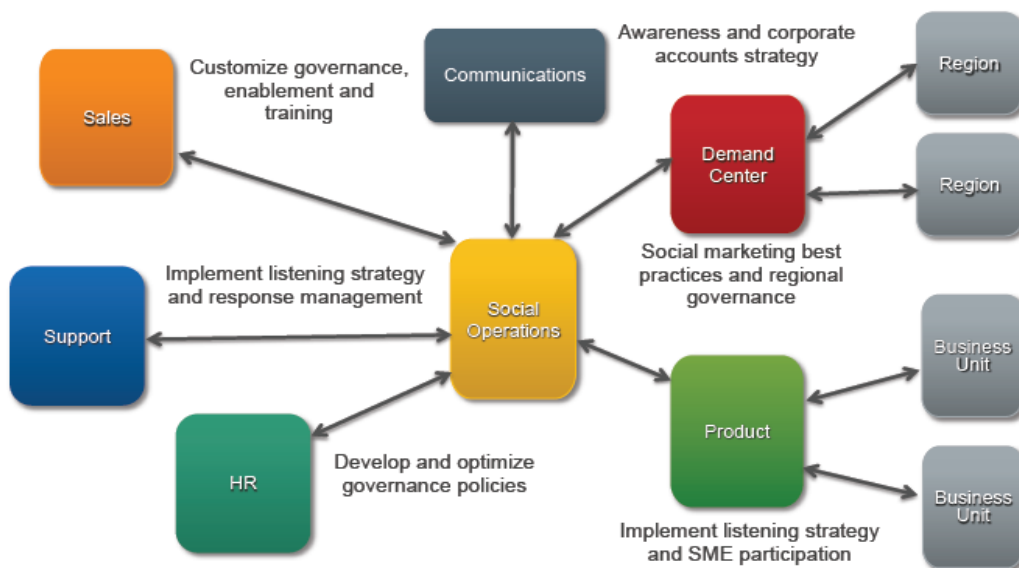 Customize governance,
enablement and
training
Sales
Communications
Awareness and corporate
accounts strategy
Region
Demand
Center
Region
Social marketing best
practices and regional
governance
Implement listening strategy
and response management
Support
Social
Operations
Business
Unit
Product
HR
Develop and optimize
governance policies
Business
Unit
Implement listening strategy
and SME participation